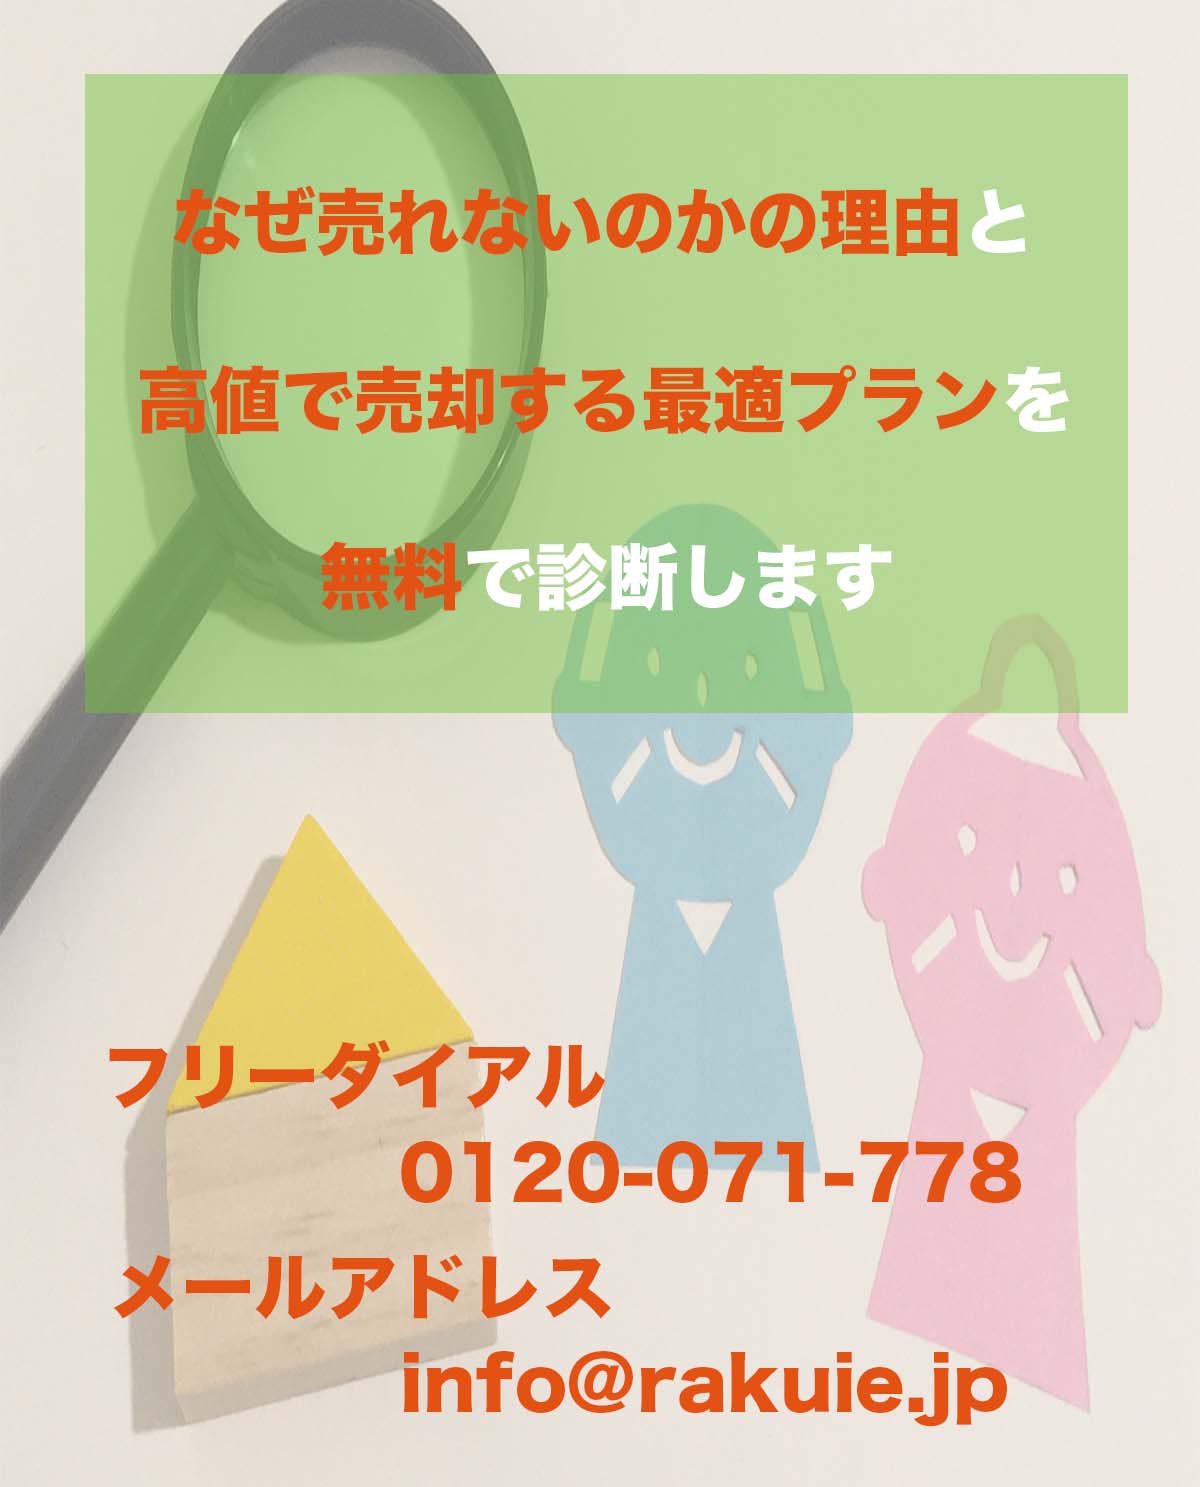 なぜ売れないのかの理由と
高値で売却する最適プランを
無料で診断します
フリーダイアル
0120-071-778
メールアドレス
info@rakuie.jp